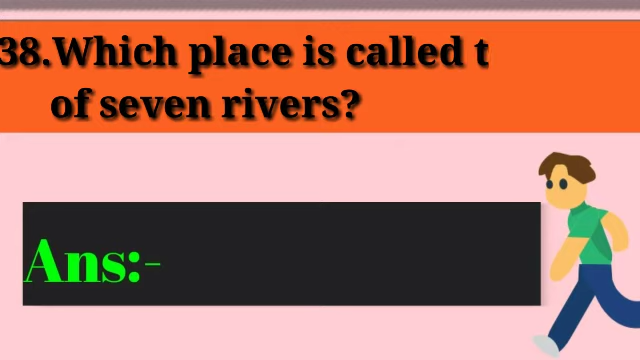 38.Which place is called t
of seven rivers?
Ans:-